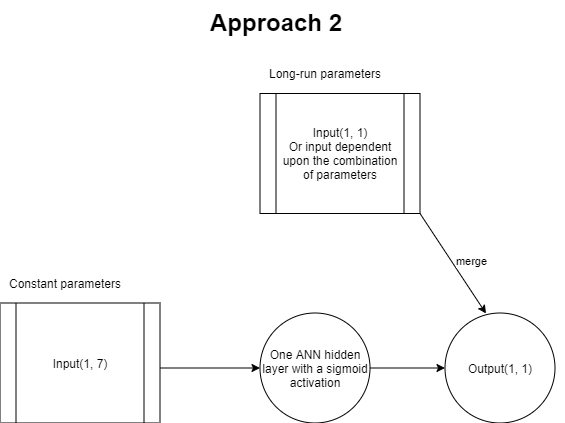 Approach 2
Long-run parameters
Input(1, 1)
Or input dependent
upon the combination
of parameters
merge
Constant parameters
Input(1, 7)
One ANN hidden
layer with a sigmoid
activation
Output(1, 1)